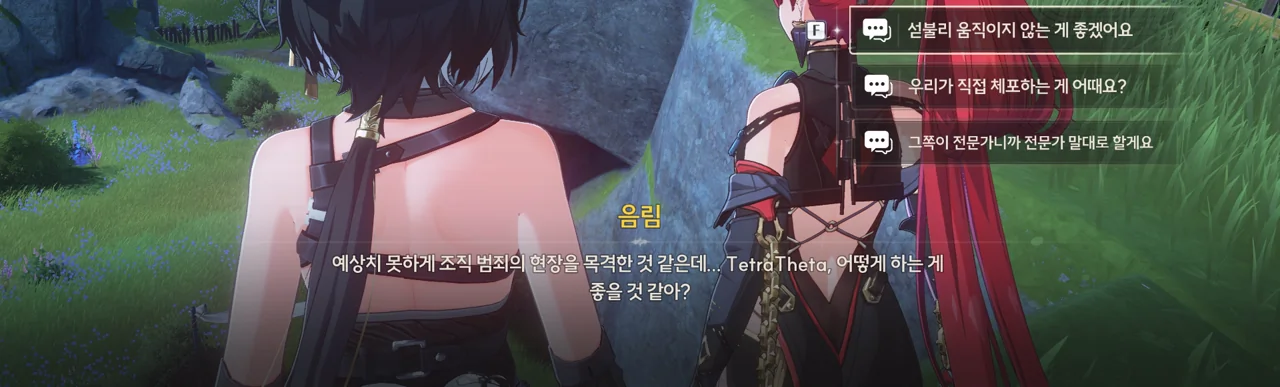 F
섣불리 움직이지 않는 게 좋겠어요
우리가 직접 체포하는 게 어때요?
그쪽이 전문가니까 전문가 말대로 할게요
음림
예상치 못하게 조직 범죄의 현장을 목격한 것 같은데... TetraTheta, 어떻게 하는 게
좋을 것 같아?